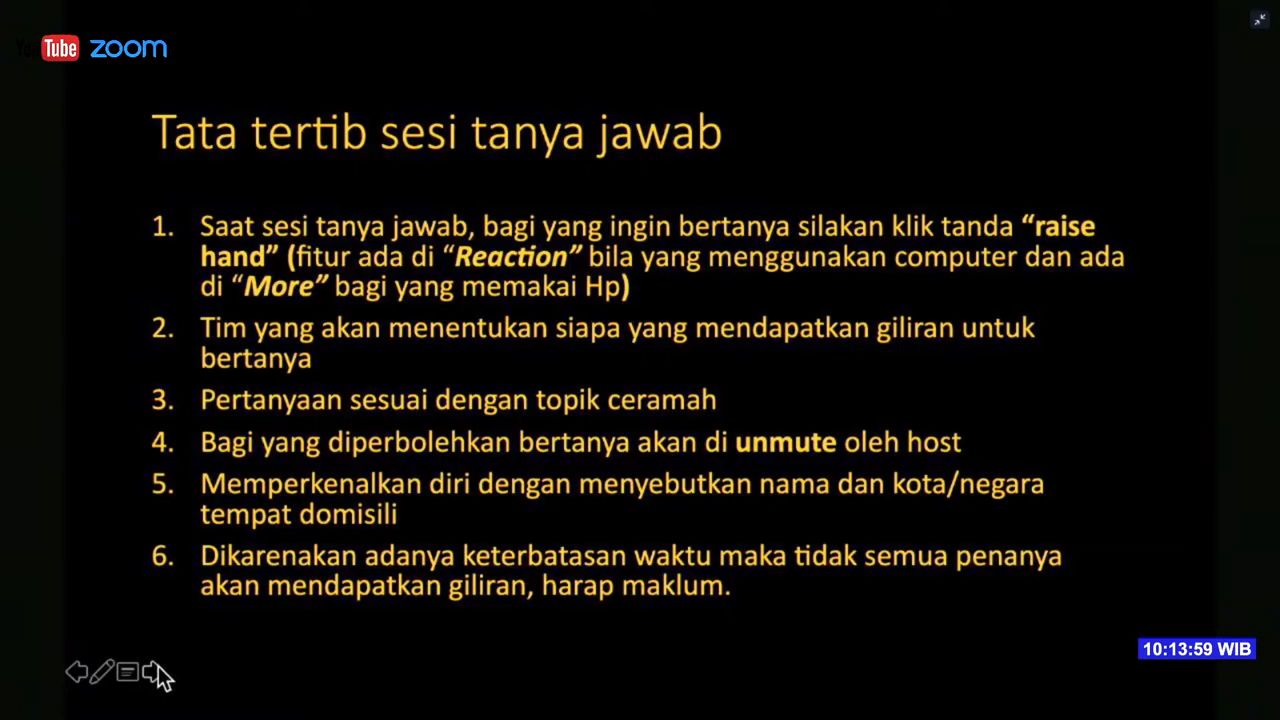 YouTube zoom
Tata tertib sesi tanya jawab
1. Saat sesi tanya jawab, bagi yang ingin bertanya silakan klik tanda “raise
hand” (fitur ada di “Reaction” bila yang menggunakan computer dan ada
di “More” bagi yang memakai Hp)
2. Tim yang akan menentukan siapa yang mendapatkan giliran untuk
bertanya
3. Pertanyaan sesuai dengan topik ceramah
4. Bagi yang diperbolehkan bertanya akan di unmute oleh host
5. Memperkenalkan diri dengan menyebutkan nama dan kota/negara
tempat domisili
6. Dikarenakan adanya keterbatasan waktu maka tidak semua penanya
akan mendapatkan giliran, harap maklum.
10:13:59 WIB